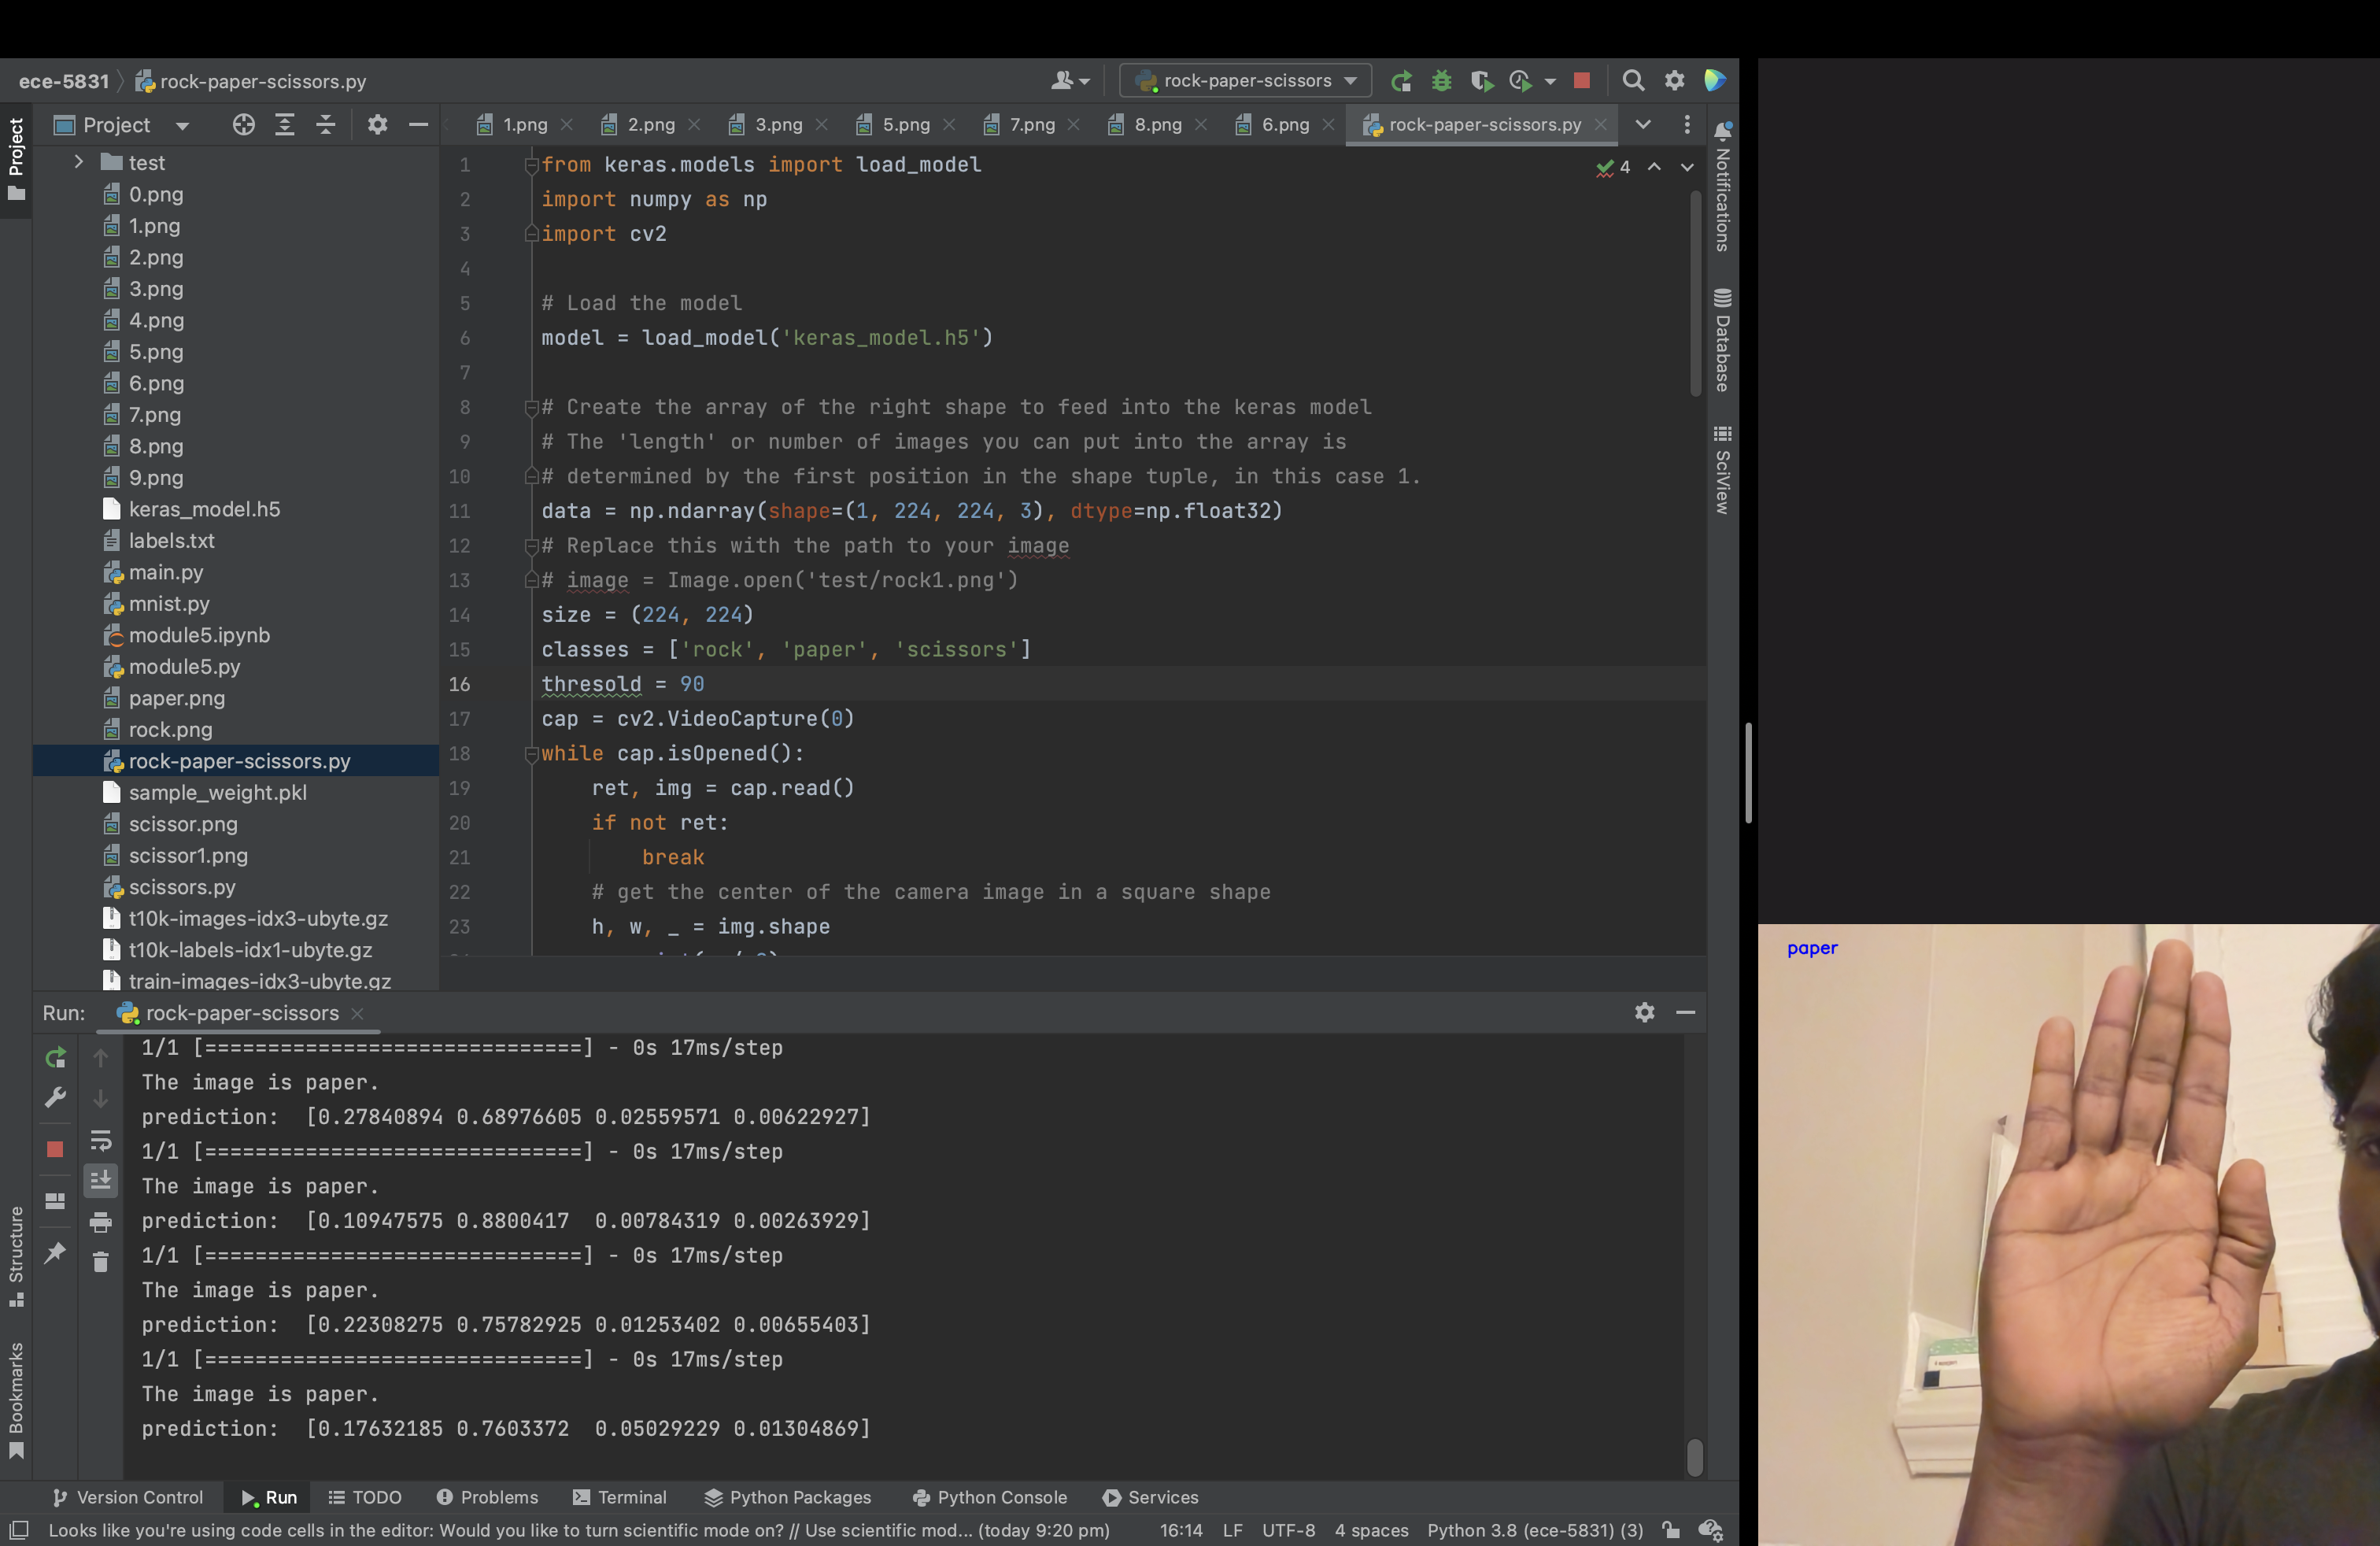 ece-5831 rock-paper-scissors.py
rock-paper-scissors
Project
1.png
2.png
3.png
5.png
7.png
8.png
6.png
rock-paper-scissors.py
Project
test
0.png
1.png
2.png
3.png
4.png
5.png
6.png
7.png
8.png
9.png
keras_model.h5
labels.txt
main.py
mnist.py
module5.ipynb
module5.py
paper.png
rock.png
rock-paper-scissors.py
sample_weight.pkl
scissor.png
scissor1.png
scissors.py
t10k-images-idx3-ubyte.gz
t10k-labels-idx1-ubyte.gz
train-images-idx3-ubyte.gz
Structure
Bookmarks
4
1 from keras.models import load_model
2 import numpy as np
3 import cv2
4
5 # Load the model
6 model = load_model('keras_model.h5')
7
8 # Create the array of the right shape to feed into the keras model
9 # The 'length' or number of images you can put into the array is
10 # determined by the first position in the shape tuple, in this case 1.
11 data = np.ndarray(shape=(1, 224, 224, 3), dtype=np.float32)
12 # Replace this with the path to your image
13 # image = Image.open('test/rock1.png')
14 size = (224, 224)
15 classes = ['rock', 'paper', 'scissors']
16 thresold = 90
17 cap = cv2.VideoCapture(0)
18 while cap.isOpened():
19 ret, img = cap.read()
20 if not ret:
21 break
22 # get the center of the camera image in a square shape
23 h, w, _ = img.shape
Notifications
Database
SciView
Run: rock-paper-scissors
1/1 [==============================] - 0s 17ms/step
The image is paper.
prediction:  [0.27840894 0.68976605 0.02559571 0.00622927]
1/1 [==============================] - 0s 17ms/step
The image is paper.
prediction:  [0.10947575 0.8800417  0.00784319 0.00263929]
1/1 [==============================] - 0s 17ms/step
The image is paper.
prediction:  [0.22308275 0.75782925 0.01253402 0.00655403]
1/1 [==============================] - 0s 17ms/step
The image is paper.
prediction:  [0.17632185 0.7603372  0.05029229 0.01304869]
Version Control Run TODO Problems Terminal Python Packages Python Console Services
Looks like you're using code cells in the editor: Would you like to turn scientific mode on? // Use scientific mod... (today 9:20 pm) 16:14 LF UTF-8 4 spaces Python 3.8 (ece-5831) (3)
paper